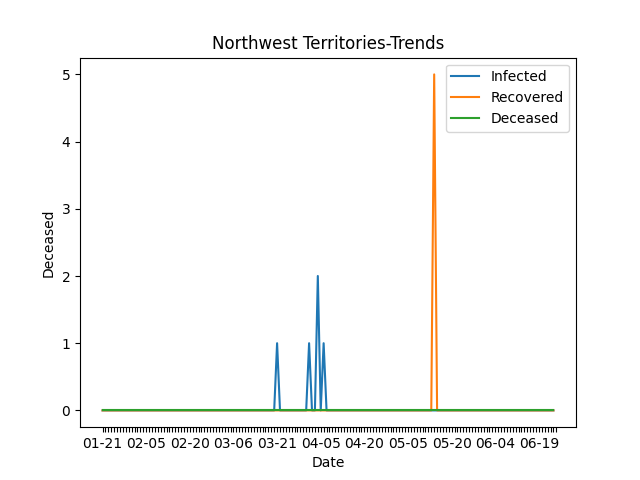 Northwest Territories-Trends
Infected
Recovered
Deceased
5
4
3
2
1
0
Deceased
01-21 02-05 02-20 03-06 03-21 04-05 04-20 05-05 05-20 06-04 06-19
Date